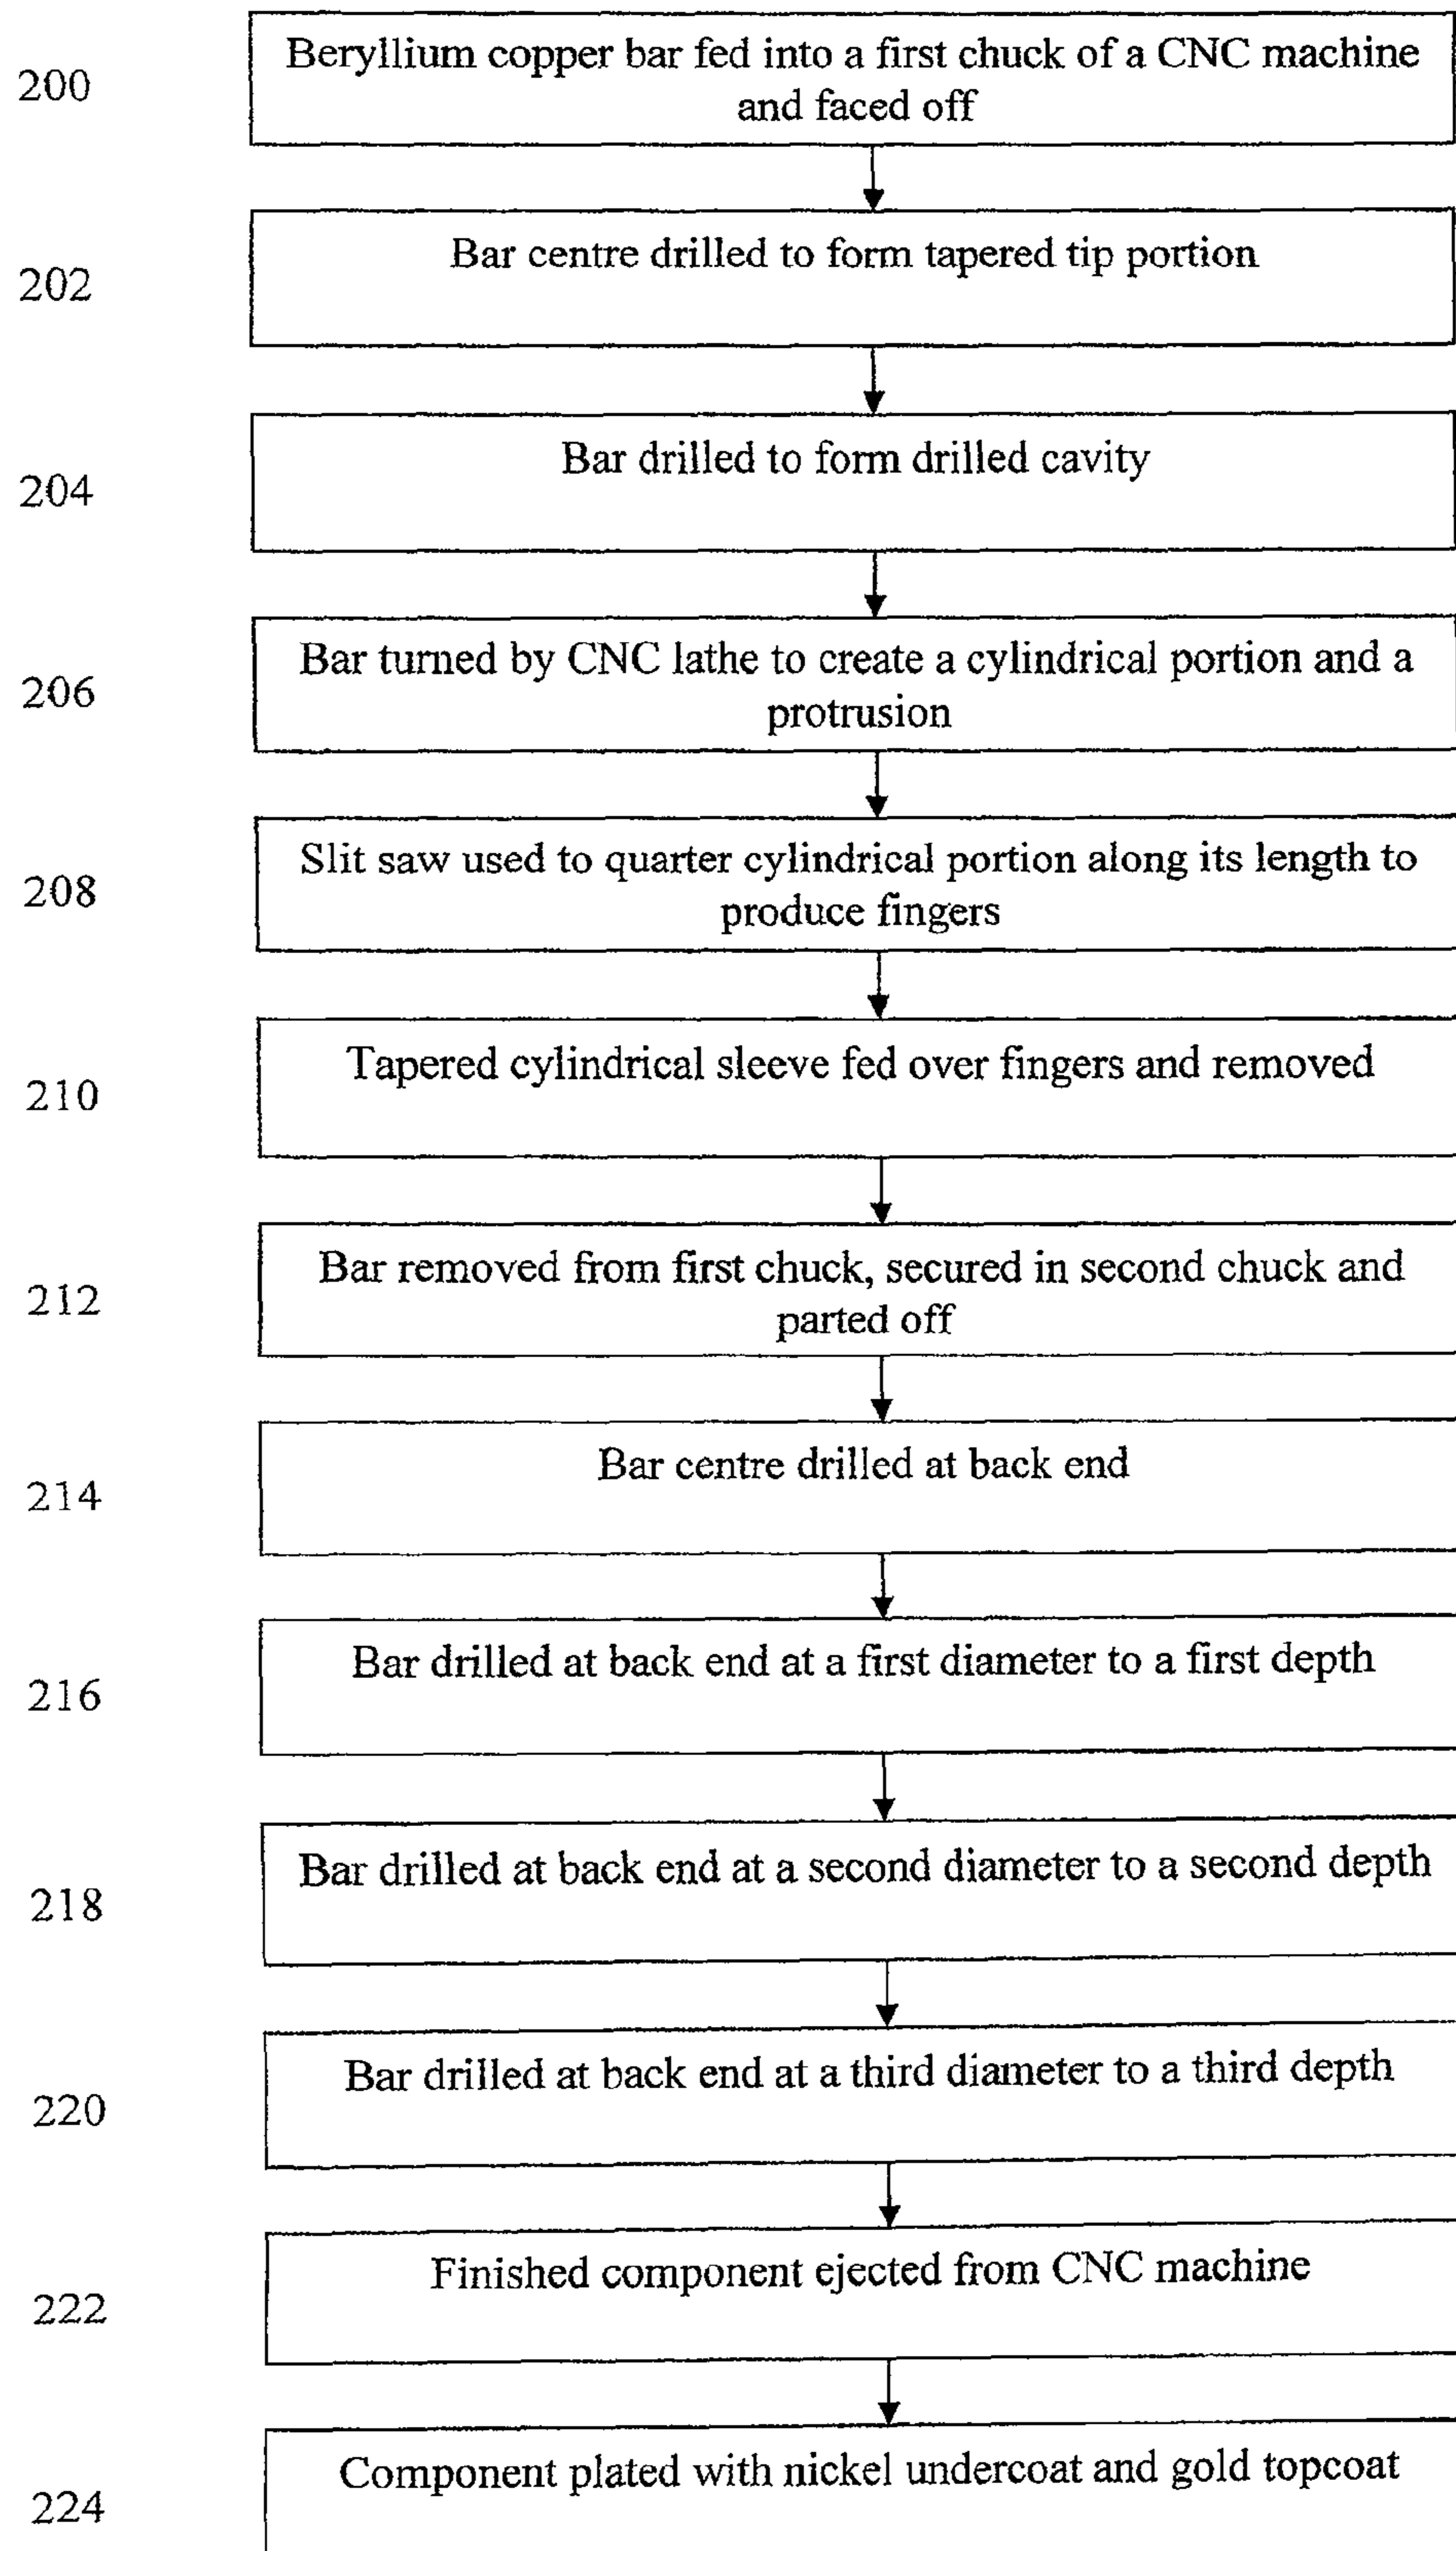 200
Beryllium copper bar fed into a first chuck of a CNC machine
and faced off
202
Bar centre drilled to form tapered tip portion
204
Bar drilled to form drilled cavity
206
Bar turned by CNC lathe to create a cylindrical portion and a
protrusion
208
Slit saw used to quarter cylindrical portion along its length to
produce fingers
210
Tapered cylindrical sleeve fed over fingers and removed
212
Bar removed from first chuck, secured in second chuck and
parted off
214
Bar centre drilled at back end
216
Bar drilled at back end at a first diameter to a first depth
218
Bar drilled at back end at a second diameter to a second depth
220
Bar drilled at back end at a third diameter to a third depth
222
Finished component ejected from CNC machine
224
Component plated with nickel undercoat and gold topcoat